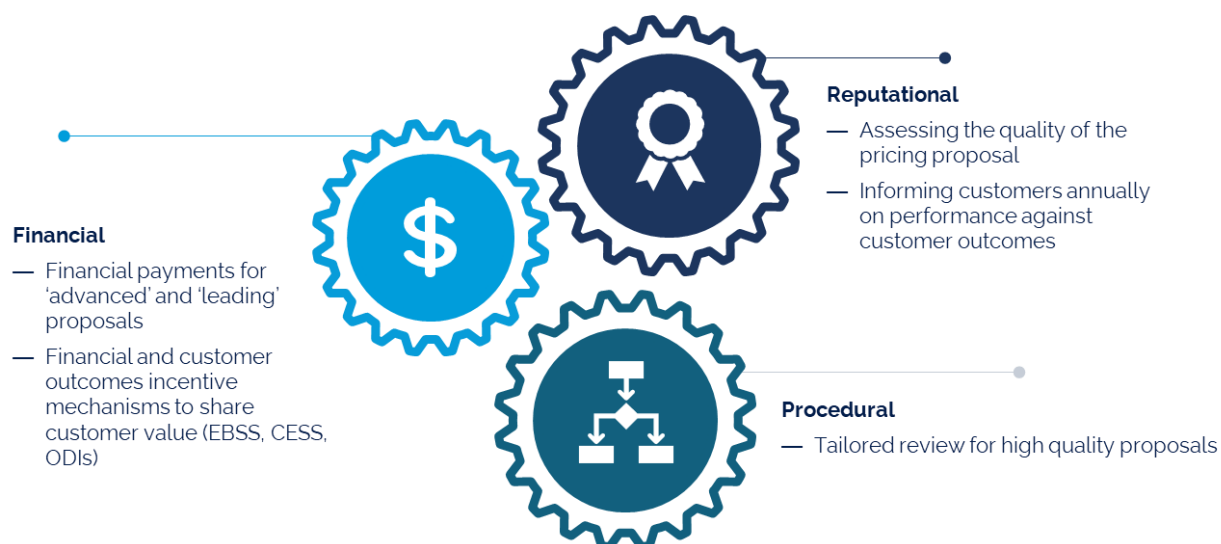 Financial
— Financial payments for
‘advanced’ and ‘leading’
proposals
— Financial and customer
outcomes incentive
mechanisms to share
customer value (EBSS, CESS,
ODIs)
$
Reputational
— Assessing the quality of the
pricing proposal
— Informing customers annually
on performance against
customer outcomes
Procedural
— Tailored review for high quality proposals